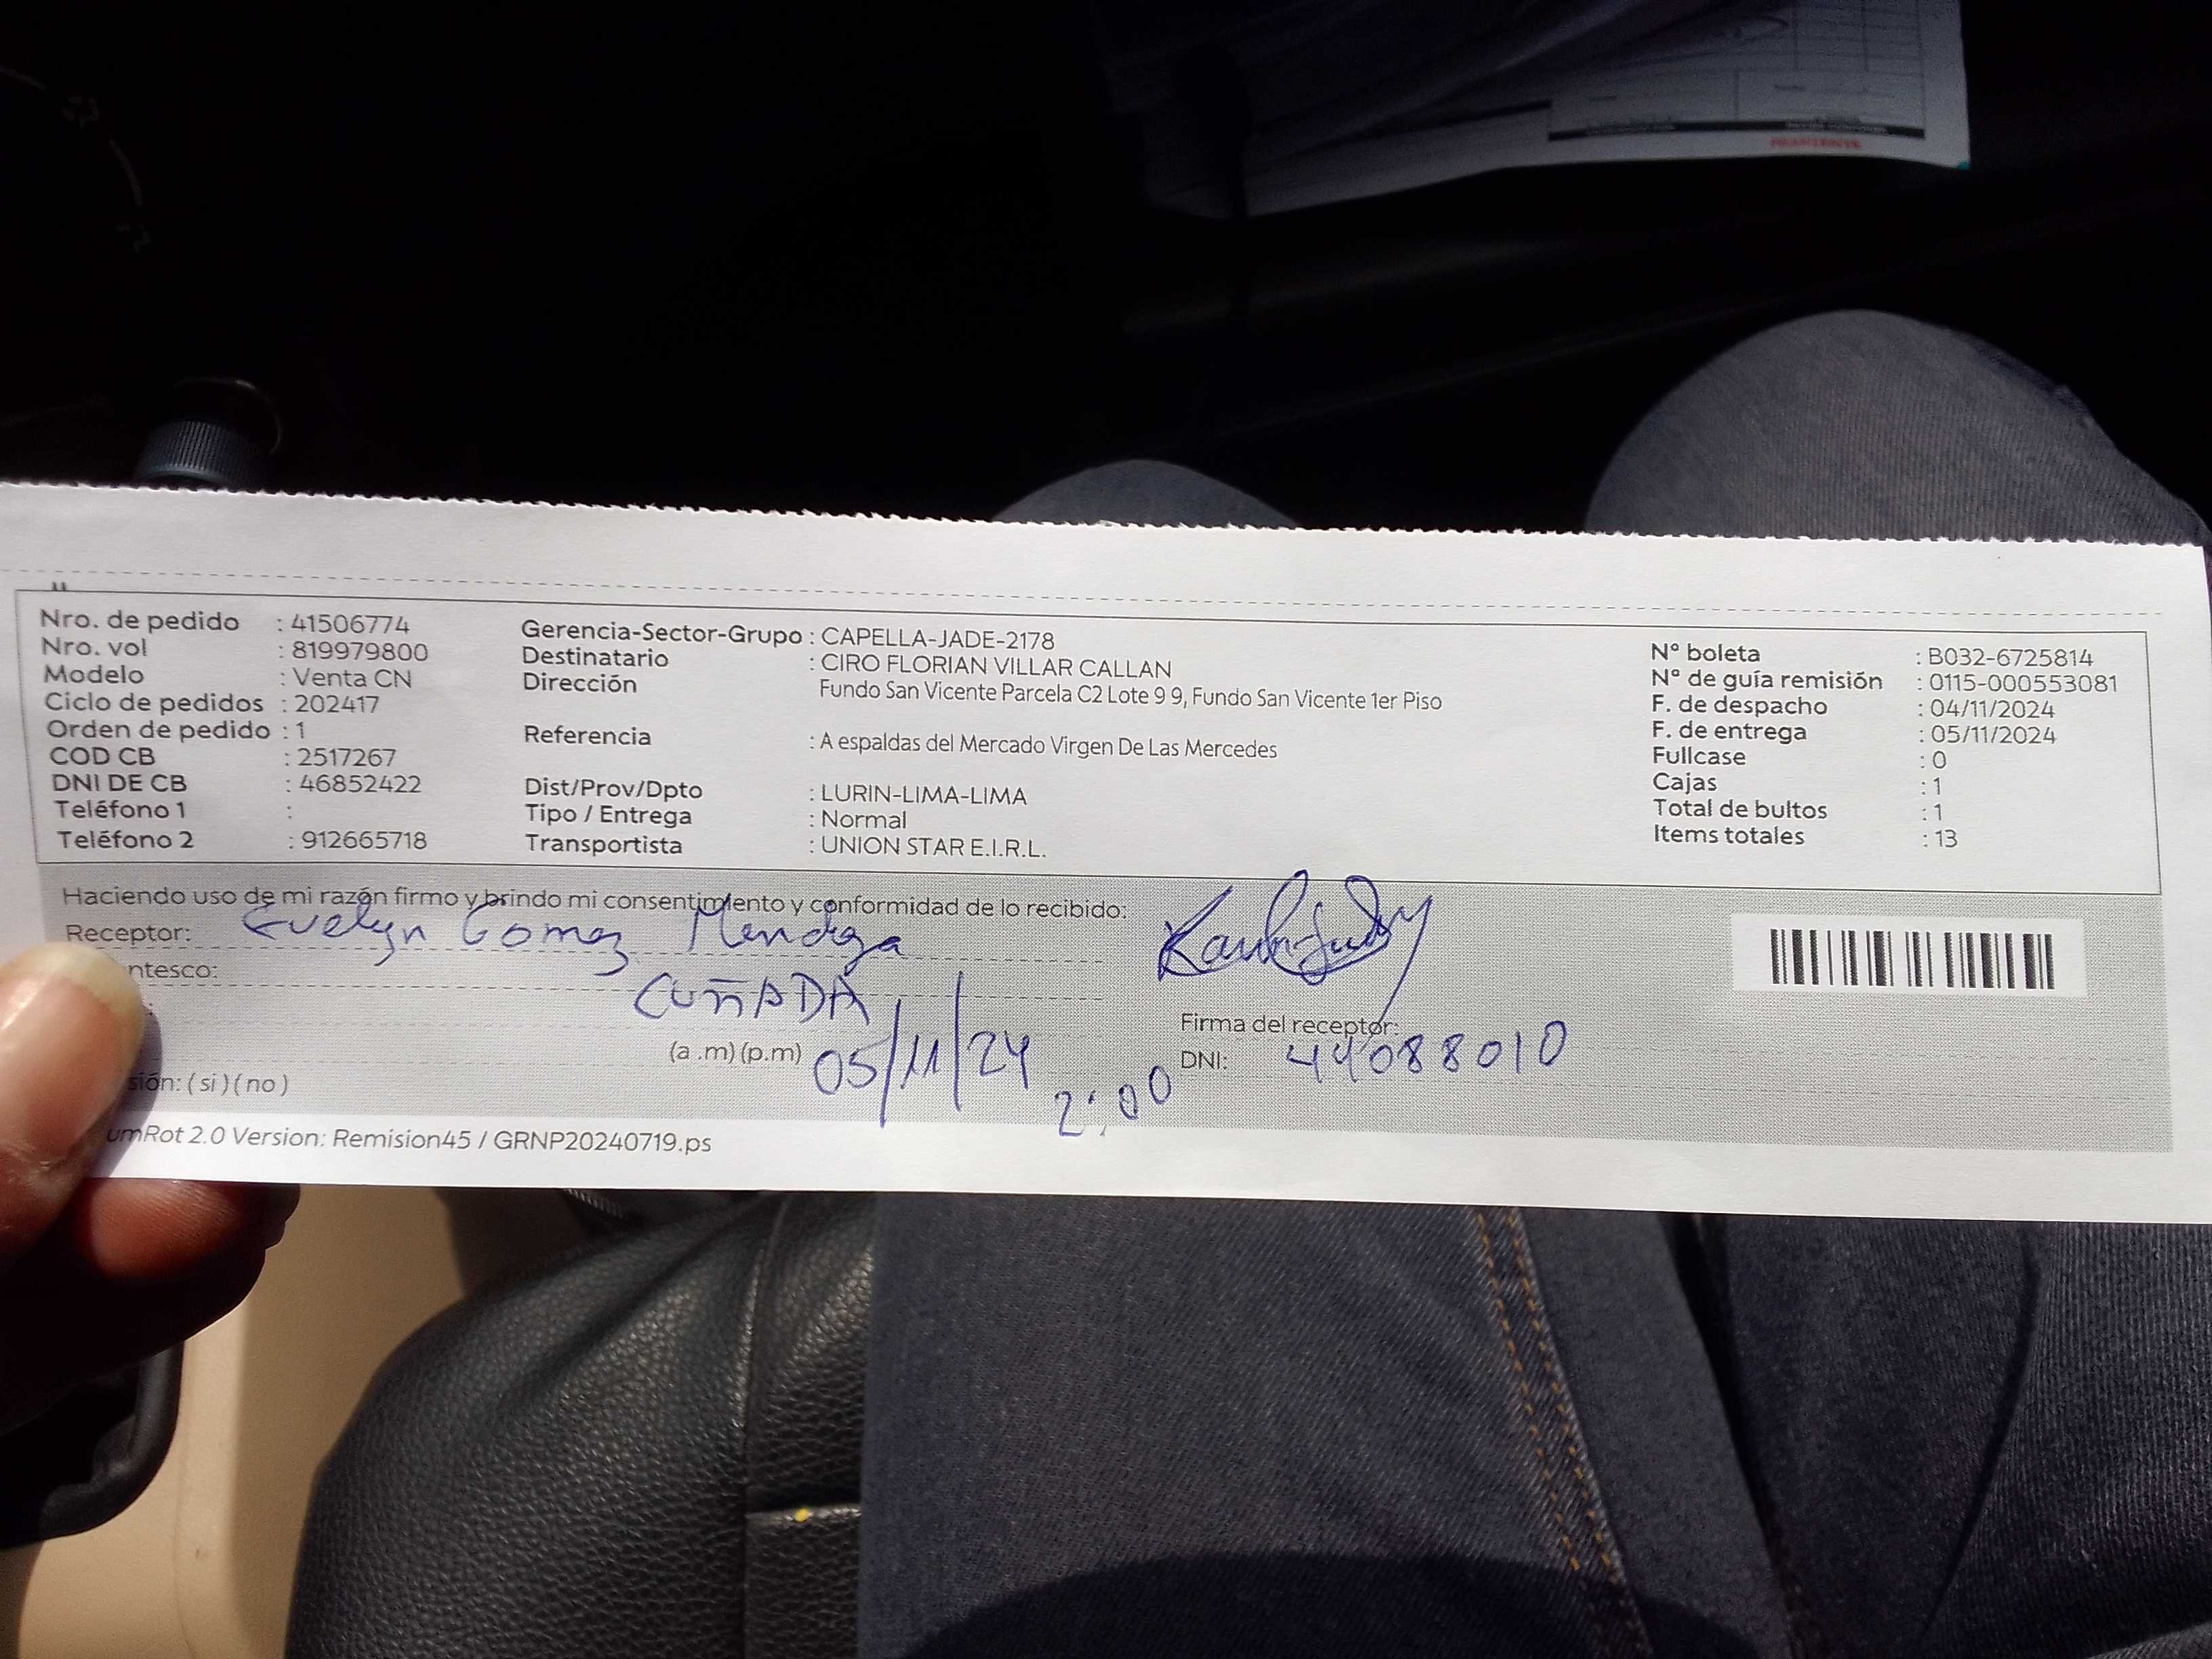 Nro. de pedido : 41506774
Nro. vol : 819979800
Modelo : Venta CN
Ciclo de pedidos : 202417
Orden de pedido : 1
COD CB : 2517267
DNI DE CB : 46852422
Teléfono 1 :
Teléfono 2 : 912665718
Gerencia-Sector-Grupo : CAPELLA-JADE-2178
Destinatario : CIRO FLORIAN VILLAR CALLAN
Dirección Fundo San Vicente Parcela C2 Lote 9 9, Fundo San Vicente 1er Piso
Referencia : A espaldas del Mercado Virgen De Las Mercedes
Dist/Prov/Dpto : LURIN-LIMA-LIMA
Tipo / Entrega : Normal
Transportista : UNION STAR E.I.R.L.
N° boleta : B032-6725814
N° de guía remisión : 0115-000553081
F. de despacho : 04/11/2024
F. de entrega : 05/11/2024
Fullcase : 0
Cajas : 1
Total de bultos : 1
Items totales : 13
Haciendo uso de mi razón firmo y brindo mi consentimiento y conformidad de lo recibido:
Receptor: Evelyn Gomez Mendoza
ntesco:
CUÑADA
(a .m) (p.m) 05/11/24 2:00
sión: ( si ) ( no )
Firma del receptor:
DNI: 44088010
umRot 2.0 Version: Remision45 / GRNP20240719.ps